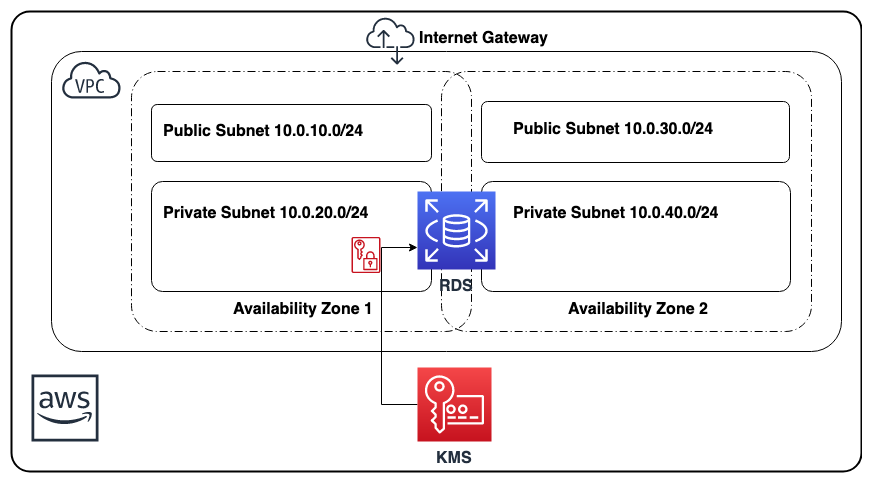 Internet Gateway
VPC
Public Subnet 10.0.10.0/24
Public Subnet 10.0.30.0/24
Private Subnet 10.0.20.0/24
Private Subnet 10.0.40.0/24
RDS
Availability Zone 1
Availability Zone 2
aws
KMS